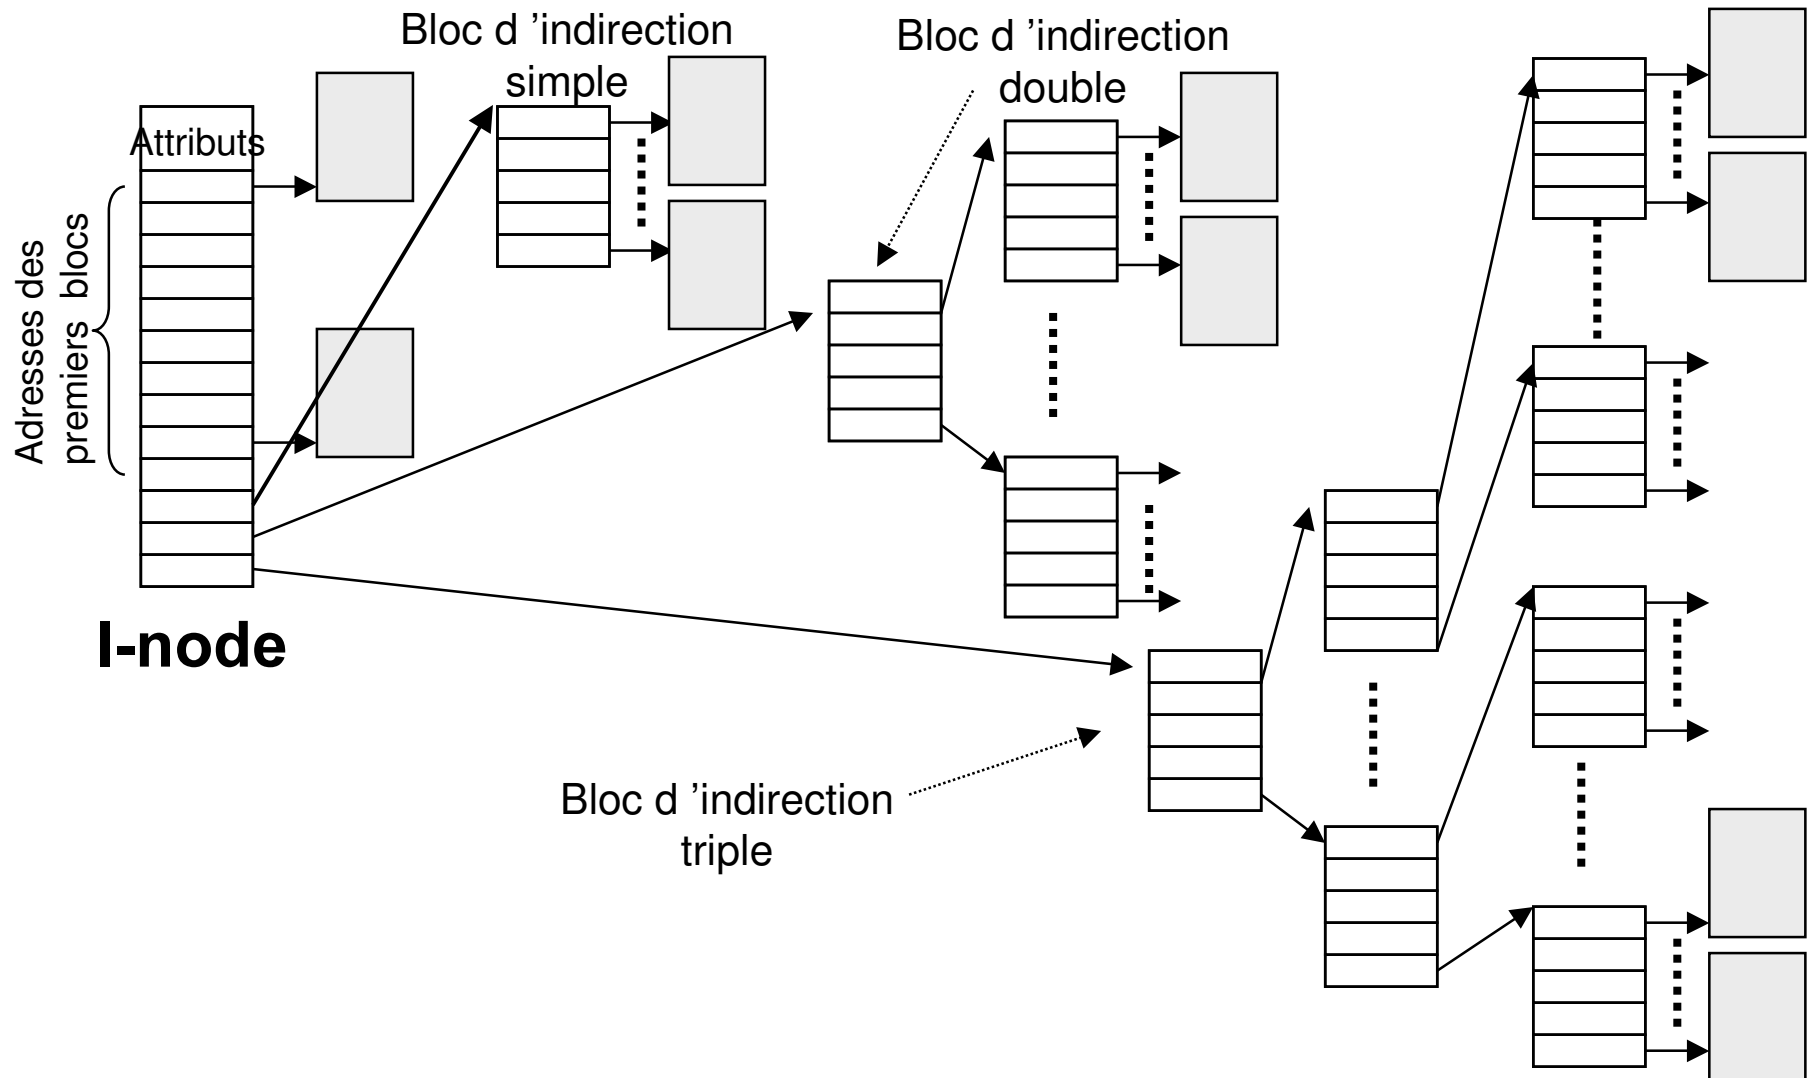 Bloc d ’indirection
simple
Bloc d ’indirection
double
Attributs
Adresses des
premiers blocs
I-node
Bloc d ’indirection
triple